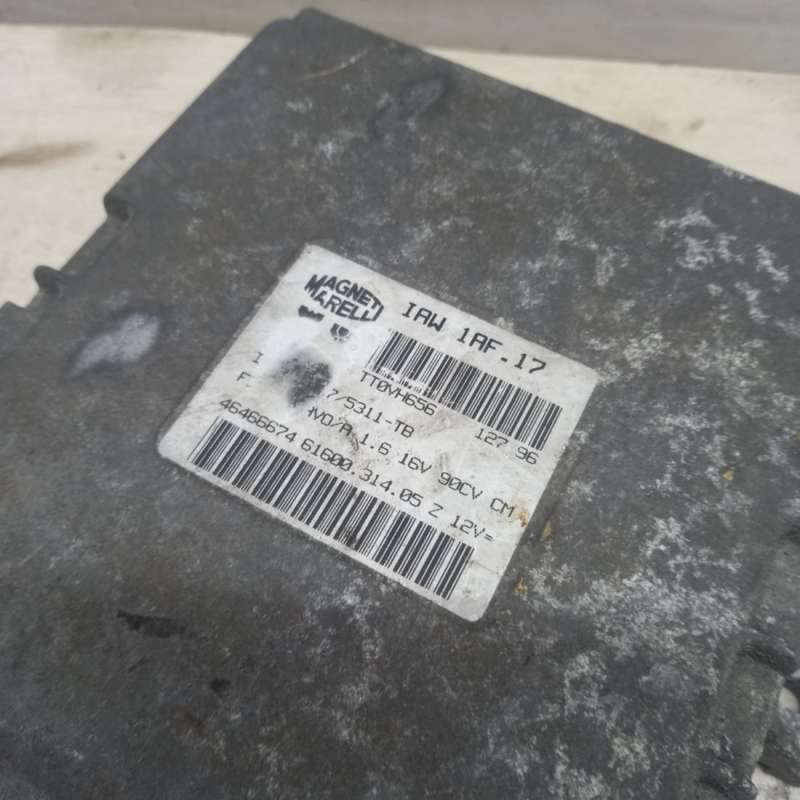 MAGNETI
MARELLI
IAW 1AF.17
TT0VH656 127 96
7/5311-TB
1.6 16V 90CV CM
46466674 61600.314.05 Z 12V=